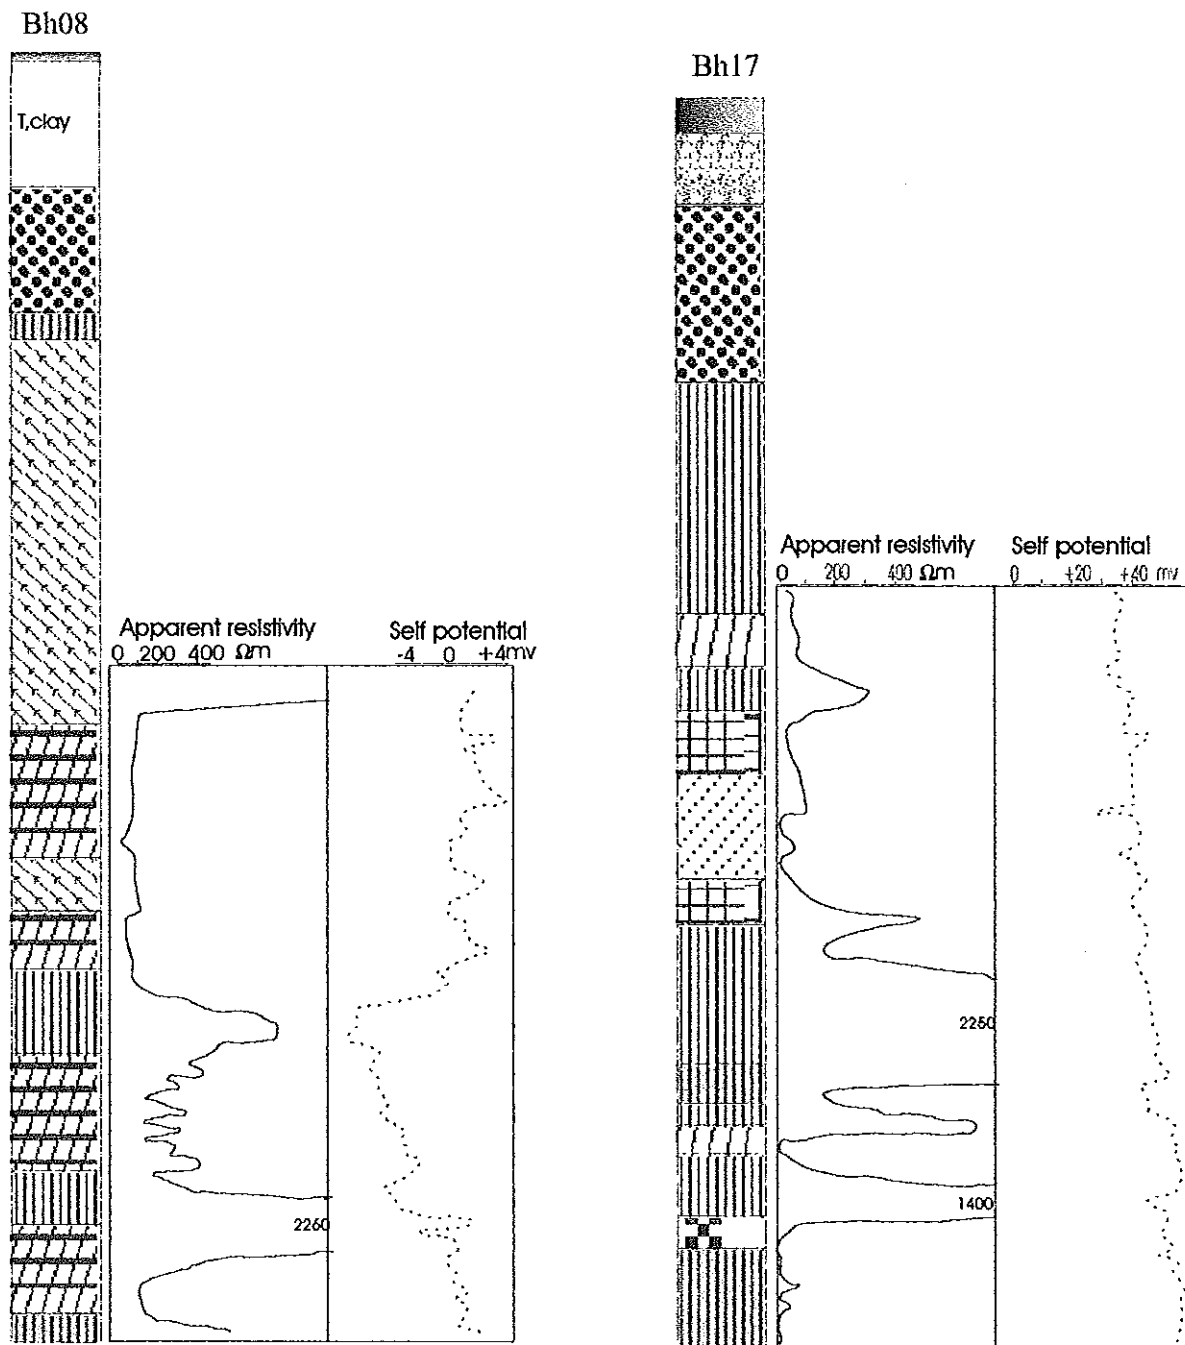 Bh08
T,clay
Apparent resistivity
0 200 400 Ωm
Self potential
-4 0 +4mv
2260
Bh17
Apparent resistivity
0 200 400 Ωm
Self potential
0 +20 +40 mv
2250
1400